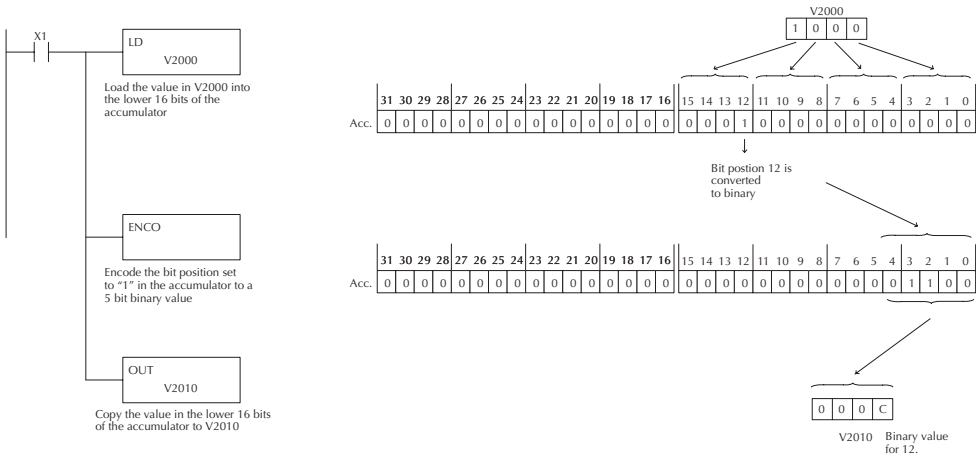 X1
LD
V2000
Load the value in V2000 into
the lower 16 bits of the
accumulator
V2000
1 0 0 0
31 30 29 28 27 26 25 24 23 22 21 20 19 18 17 16 15 14 13 12 11 10 9 8 7 6 5 4 3 2 1 0
Acc. 0 0 0 0 0 0 0 0 0 0 0 0 0 0 0 0 0 0 0 1 0 0 0 0 0 0 0 0 0 0 0 0
Bit postion 12 is
converted
to binary
ENCO
Encode the bit position set
to “1” in the accumulator to a
5 bit binary value
31 30 29 28 27 26 25 24 23 22 21 20 19 18 17 16 15 14 13 12 11 10 9 8 7 6 5 4 3 2 1 0
Acc. 0 0 0 0 0 0 0 0 0 0 0 0 0 0 0 0 0 0 0 0 0 0 0 0 0 0 0 0 1 1 0 0
OUT
V2010
Copy the value in the lower 16 bits
of the accumulator to V2010
0 0 0 C
V2010 Binary value
for 12.